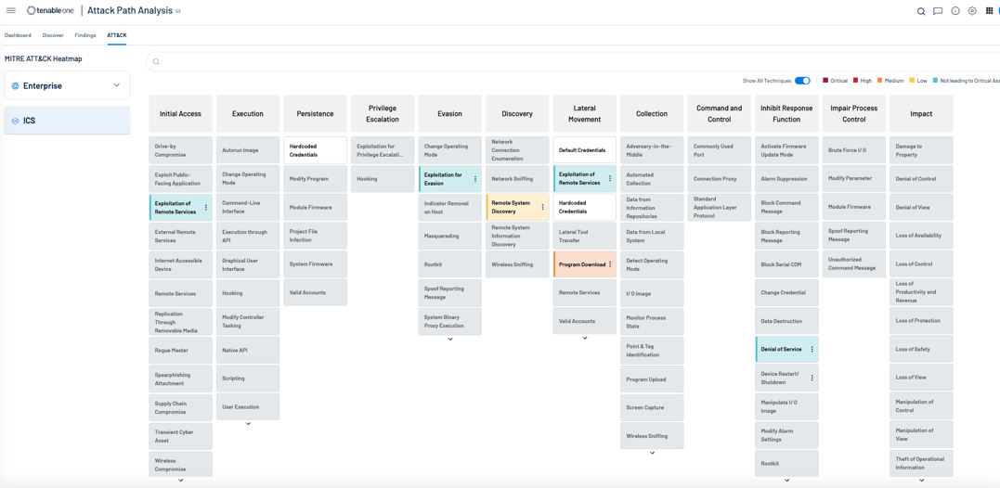 tenableone
Attack Path Analysis
Dashboard
Discover
Findings
ATT&CK
MITRE ATT&CK Heatmap
Enterprise
ICS
Show All Techniques
Critical
High
Medium
Low
Not leading to Critical Ass
Initial Access
Drive-by
Compromise
Exploit Public-
Facing Application
Exploitation of
Remote Services
External Remote
Services
Internet Accessible
Device
Remote Services
Replication
Through
Removable Media
Rogue Master
Spearphishing
Attachment
Supply Chain
Compromise
Transient Cyber
Asset
Wireless
Compromise
Execution
Autorun Image
Change Operating
Mode
Command-Line
Interface
Execution through
API
Graphical User
Interface
Hooking
Modify Controller
Tasking
Native API
Scripting
User Execution
Persistence
Hardcoded
Credentials
Modify Program
Module Firmware
Project File
Infection
System Firmware
Valid Accounts
Privilege
Escalation
Exploitation for
Privilege Escalati...
Hooking
Evasion
Change Operating
Mode
Exploitation for
Evasion
Indicator Removal
on Host
Masquerading
Rootkit
Spoof Reporting
Message
System Binary
Proxy Execution
Discovery
Network
Connection
Enumeration
Network Sniffing
Remote System
Discovery
Remote System
Information
Discovery
Wireless Sniffing
Lateral
Movement
Default Credentials
Exploitation of
Remote Services
Hardcoded
Credentials
Lateral Tool
Transfer
Program Download
Remote Services
Valid Accounts
Collection
Adversary-in-the-
Middle
Automated
Collection
Data from
Information
Repositories
Data from Local
System
Detect Operating
Mode
I/O Image
Monitor Process
State
Point & Tag
Identification
Program Upload
Screen Capture
Wireless Sniffing
Command and
Control
Commonly Used
Port
Connection Proxy
Standard
Application Layer
Protocol
Inhibit Response
Function
Activate Firmware
Update Mode
Alarm Suppression
Block Command
Message
Block Reporting
Message
Block Serial COM
Change Credential
Data Destruction
Denial of Service
Device Restart/
Shutdown
Manipulate I/O
Image
Modify Alarm
Settings
Rootkit
Impair Process
Control
Brute Force I/O
Modify Parameter
Module Firmware
Spoof Reporting
Message
Unauthorized
Command Message
Impact
Damage to
Property
Denial of Control
Denial of View
Loss of Availability
Loss of Control
Loss of
Productivity and
Revenue
Loss of Protection
Loss of Safety
Loss of View
Manipulation of
Control
Manipulation of
View
Theft of Operational
Information